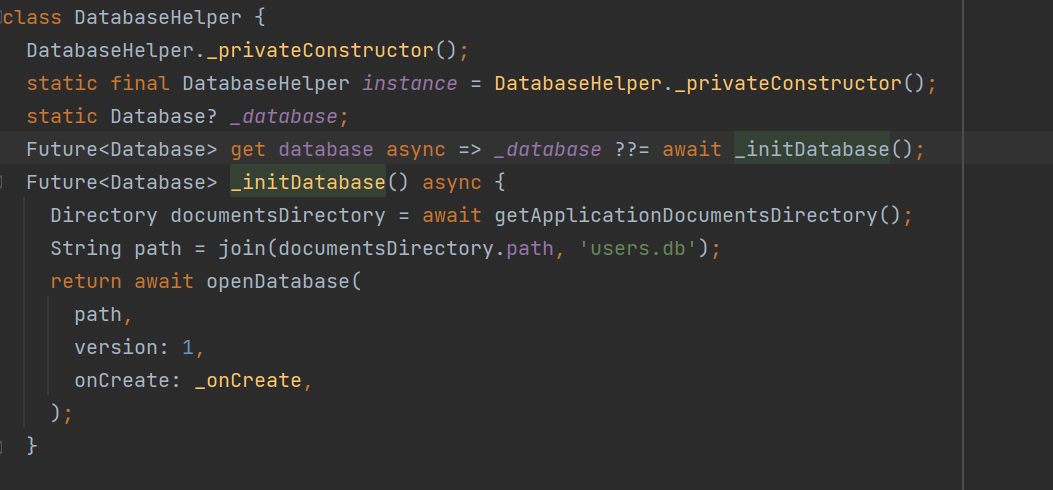 class DatabaseHelper {
DatabaseHelper._privateConstructor();
static final DatabaseHelper instance = DatabaseHelper._privateConstructor();
static Database? _database;
Future<Database> get database async => _database ??= await _initDatabase();
Future<Database> _initDatabase() async {
Directory documentsDirectory = await getApplicationDocumentsDirectory();
String path = join(documentsDirectory.path, 'users.db');
return await openDatabase(
path,
version: 1,
onCreate: _onCreate,
);
}